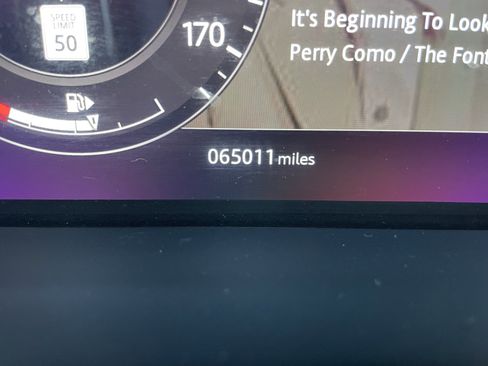 SPEED
LIMIT
50
170
It's Beginning To Look
Perry Como / The Font
065011 miles